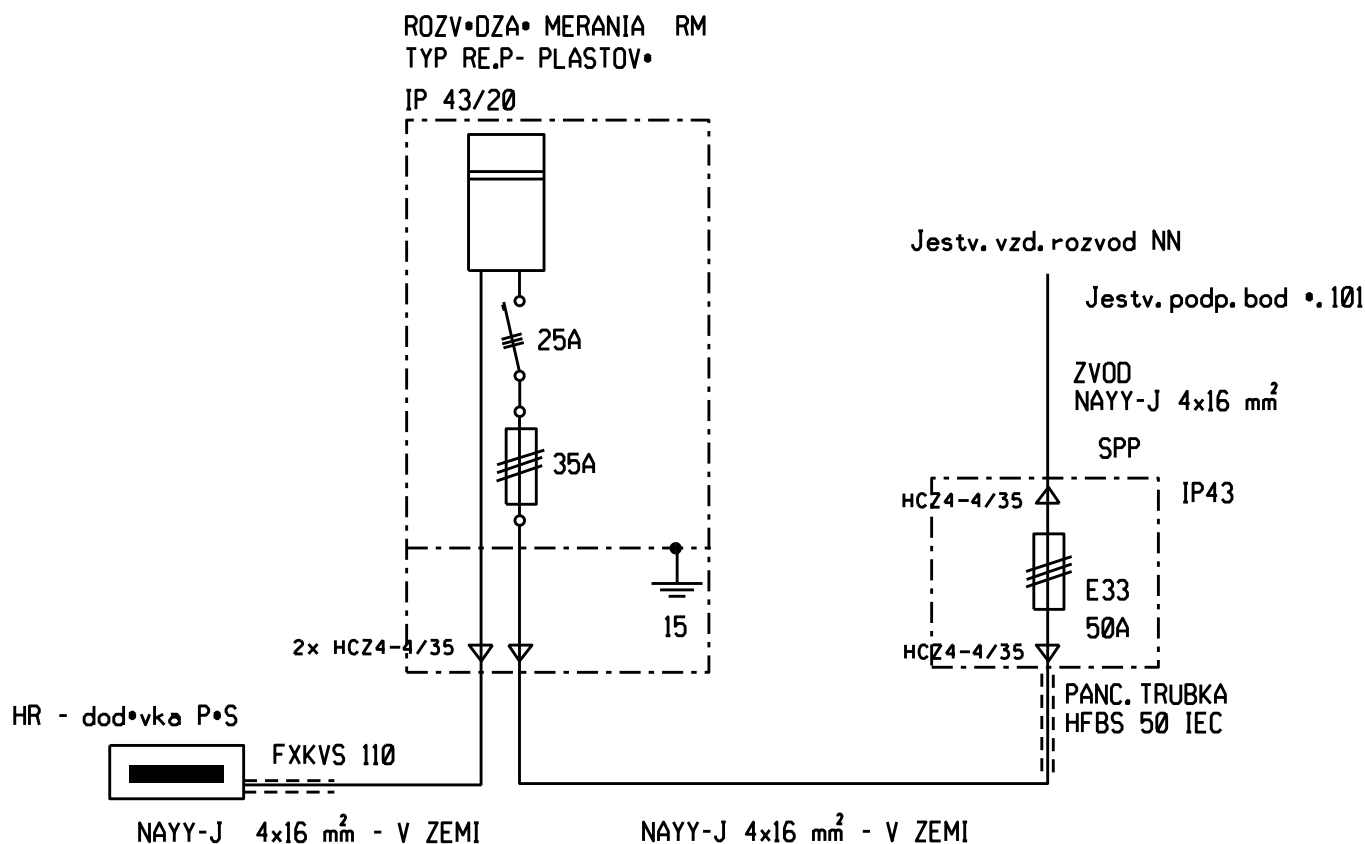 ROZV•DZA• MERANIA RM
TYP RE.P- PLASTOV•
IP 43/20
25A
35A
15
2x HCZ4-4/35
Jestv. vzd. rozvod NN
Jestv. podp. bod •. 101
ZVOD
NAYY-J 4x16 mm²
SPP
HCZ4-4/35
IP43
E33
50A
HCZ4-4/35
PANC. TRUBKA
HFBS 50 IEC
HR - dod•vka P•S
FXKVS 110
NAYY-J 4x16 mm² - V ZEMI
NAYY-J 4x16 mm² - V ZEMI